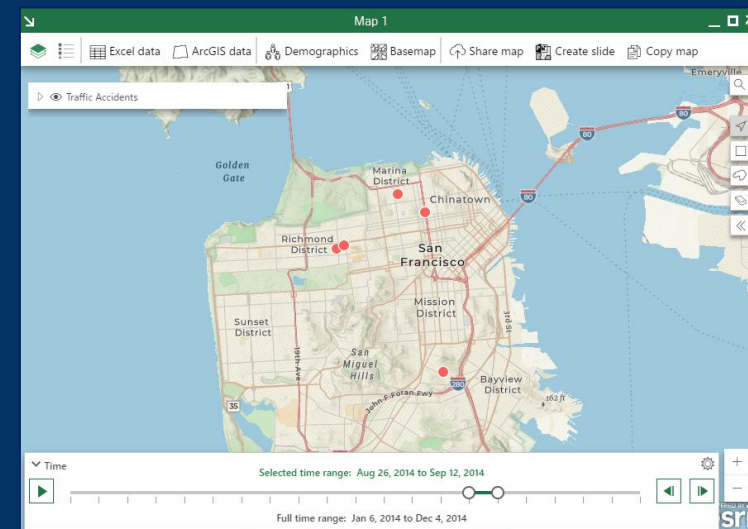 Map 1
Excel data ArcGIS data Demographics Basemap Share map Create slide Copy map
Traffic Accidents
1
Emeryville
80
80
80
Golden
Gate
Marina
District
Chinatown
Richmond
District
San
Francisco
Mission
District
Sunset
District
3rd St
San
Miguel
Hills
19th Ave
280
Bayview
District
John F Foran Fwy
35
162 ft
Time
Selected time range: Aug 26, 2014 to Sep 12, 2014
Full time range: Jan 6, 2014 to Dec 4, 2014